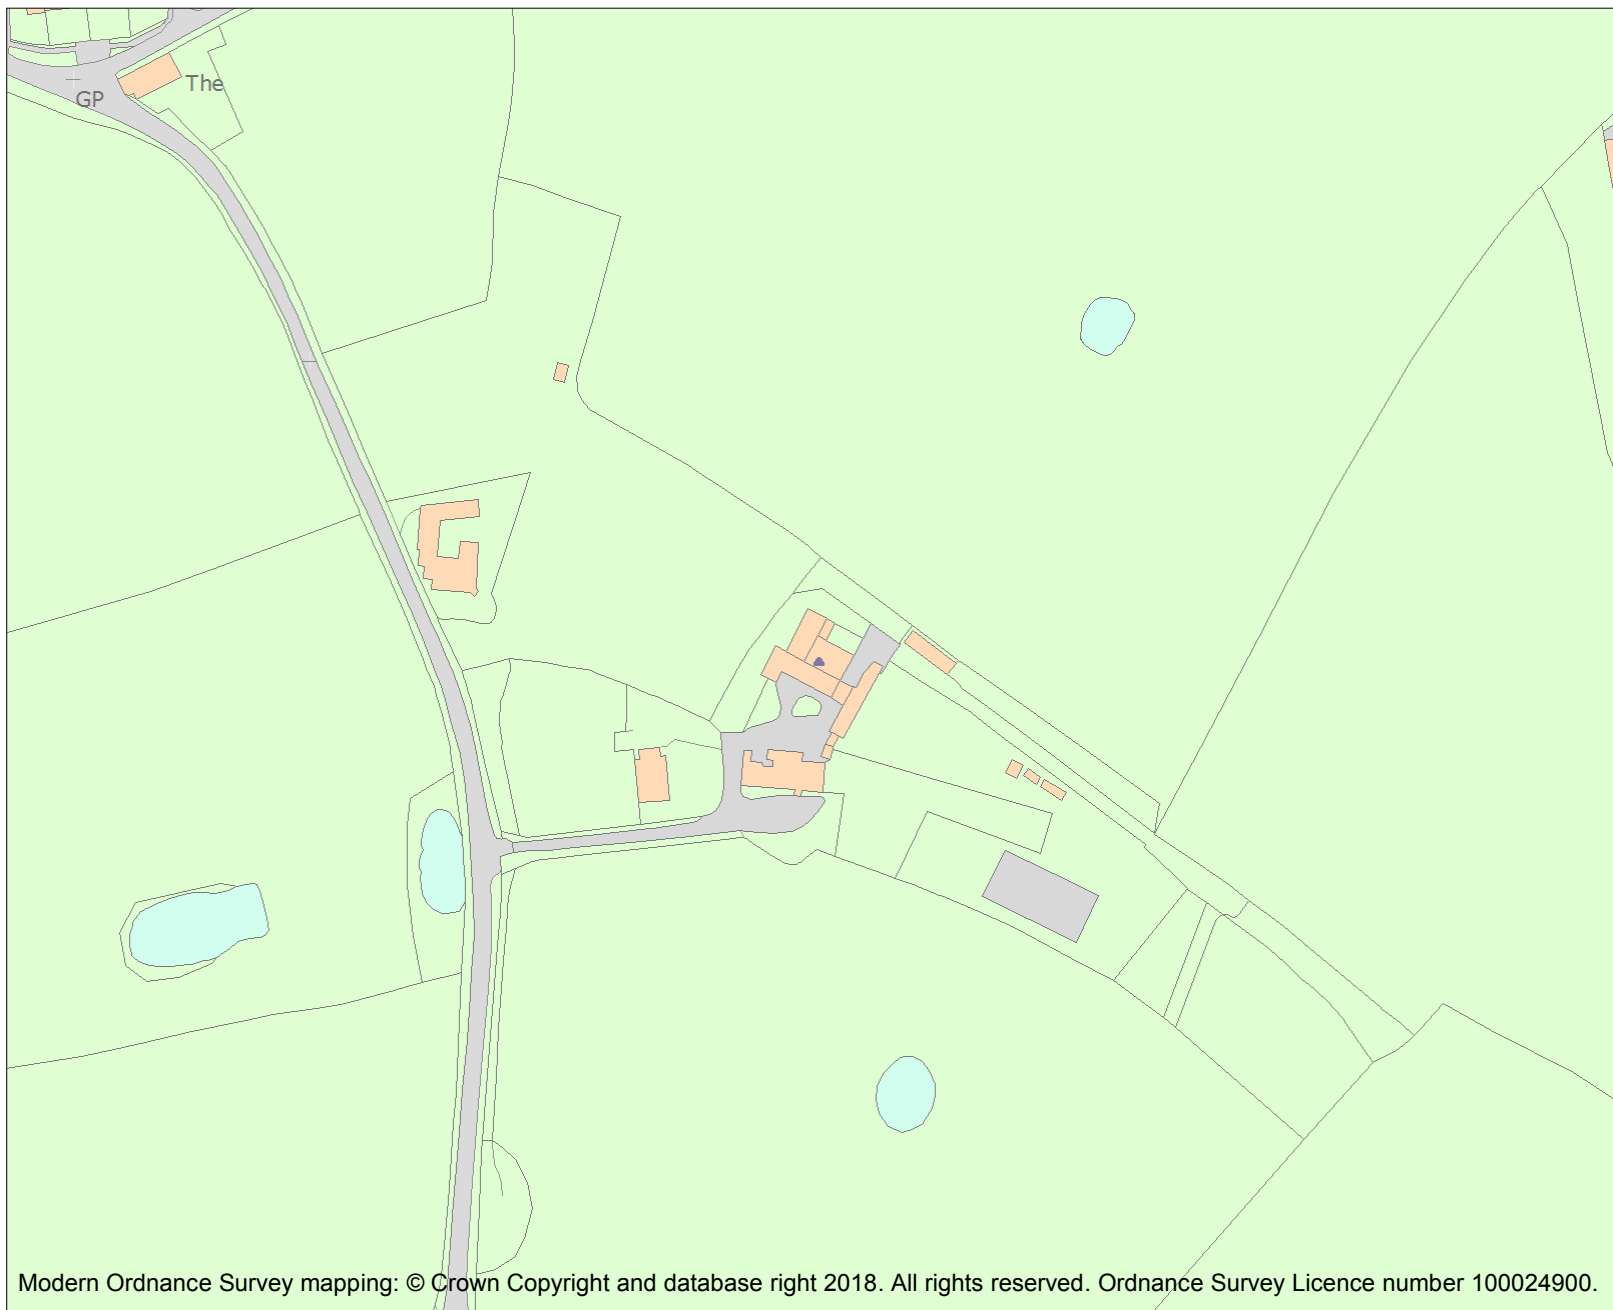 The
GP
Modern Ordnance Survey mapping: © Crown Copyright and database right 2018. All rights reserved. Ordnance Survey Licence number 100024900.